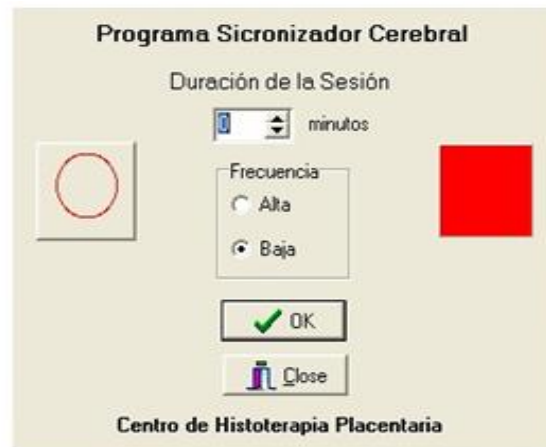 Programa Sicronizador Cerebral
Duración de la Sesión
0 minutos
Frecuencia
Alta
Baja
OK
Close
Centro de Histoterapia Placentaria